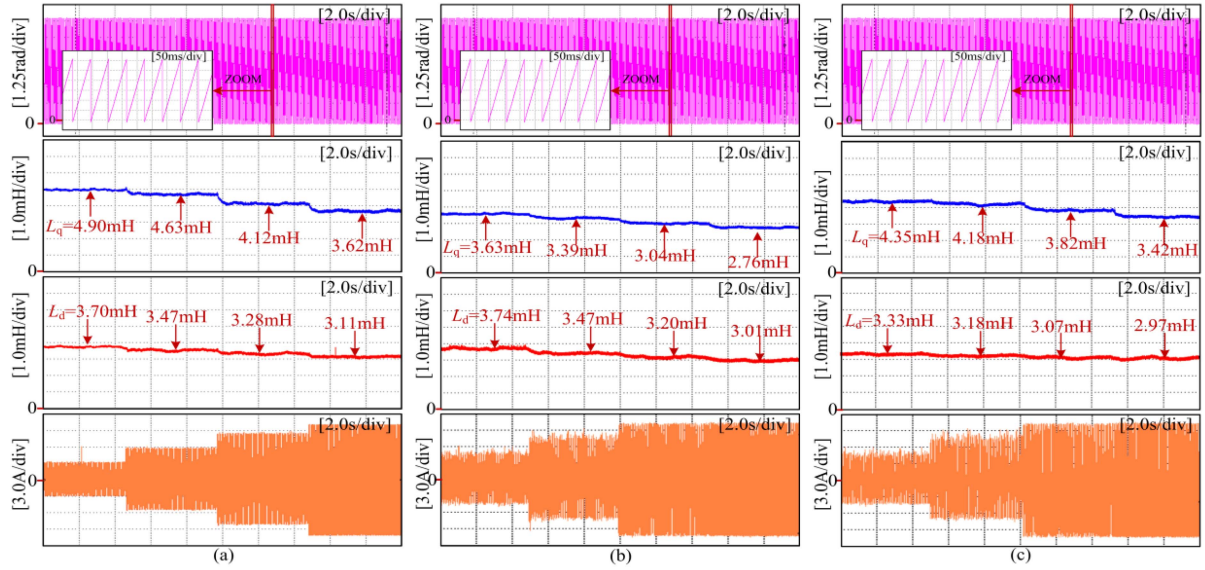 [2.0s/div]
[1.25rad/div]
[50ms/div]
ZOOM
0
0
[2.0s/div]
[1.0mH/div]
Lq=4.90mH
4.63mH
4.12mH
3.62mH
0
[2.0s/div]
[1.0mH/div]
Ld=3.70mH
3.47mH
3.28mH
3.11mH
0
[2.0s/div]
[3.0A/div]
0
(a)
[2.0s/div]
[1.25rad/div]
[50ms/div]
ZOOM
0
0
[2.0s/div]
[1.0mH/div]
Lq=3.63mH
3.39mH
3.04mH
2.76mH
0
[2.0s/div]
[1.0mH/div]
Ld=3.74mH
3.47mH
3.20mH
3.01mH
0
[2.0s/div]
[3.0A/div]
0
(b)
[2.0s/div]
[1.25rad/div]
[50ms/div]
ZOOM
0
0
[2.0s/div]
[1.0mH/div]
Lq=4.35mH
4.18mH
3.82mH
3.42mH
0
[2.0s/div]
[1.0mH/div]
Ld=3.33mH
3.18mH
3.07mH
2.97mH
0
[2.0s/div]
[3.0A/div]
0
(c)